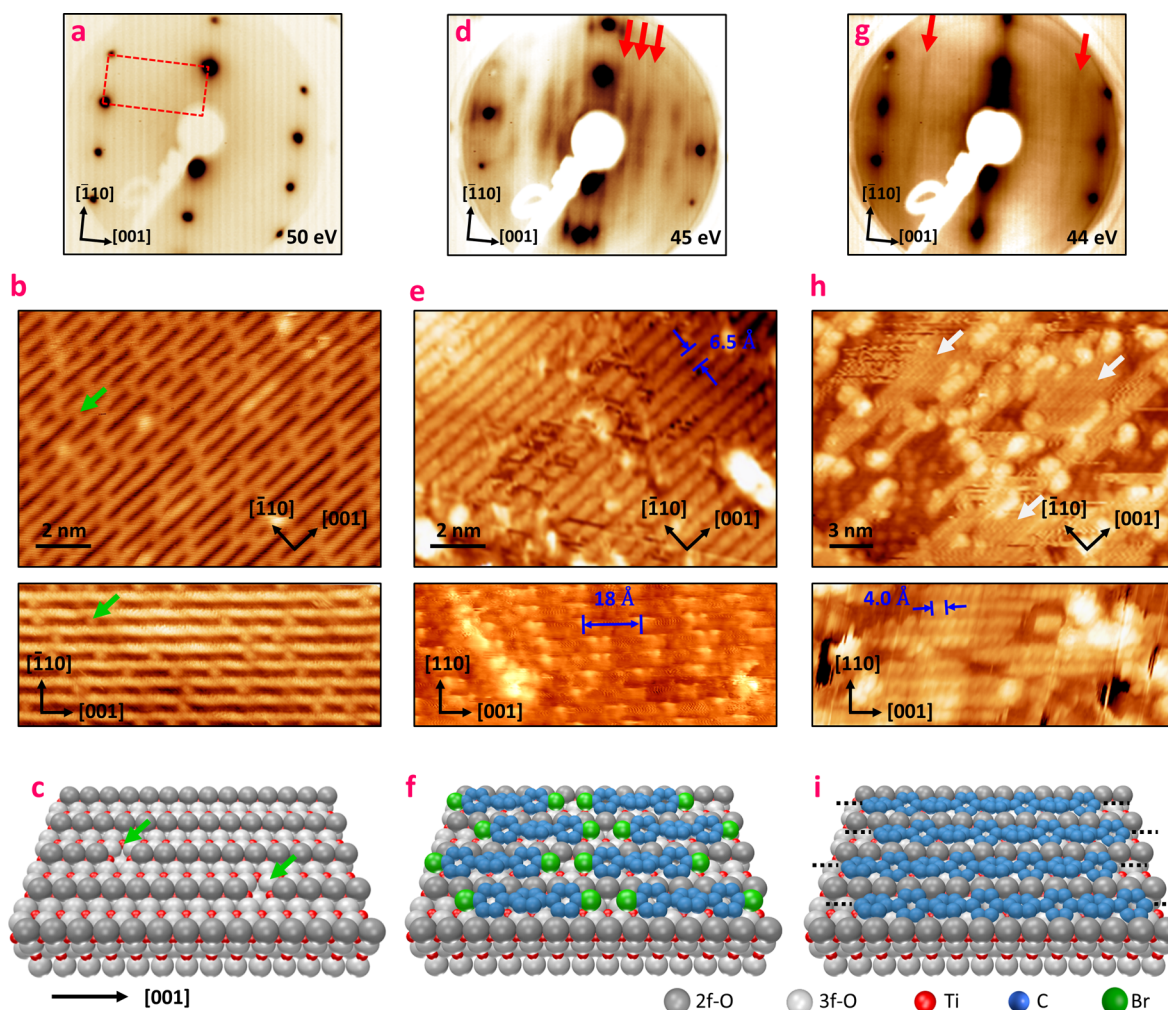 a
[1̄10]
[001]
50 eV
d
[1̄10]
[001]
45 eV
g
[1̄10]
[001]
44 eV
b
2 nm
[1̄10]
[001]
e
6.5 Å
2 nm
[1̄10]
[001]
h
3 nm
[1̄10]
[001]
[1̄10]
[001]
18 Å
[110]
[001]
4.0 Å
[110]
[001]
c
[001]
f
i
2f-O
3f-O
Ti
C
Br